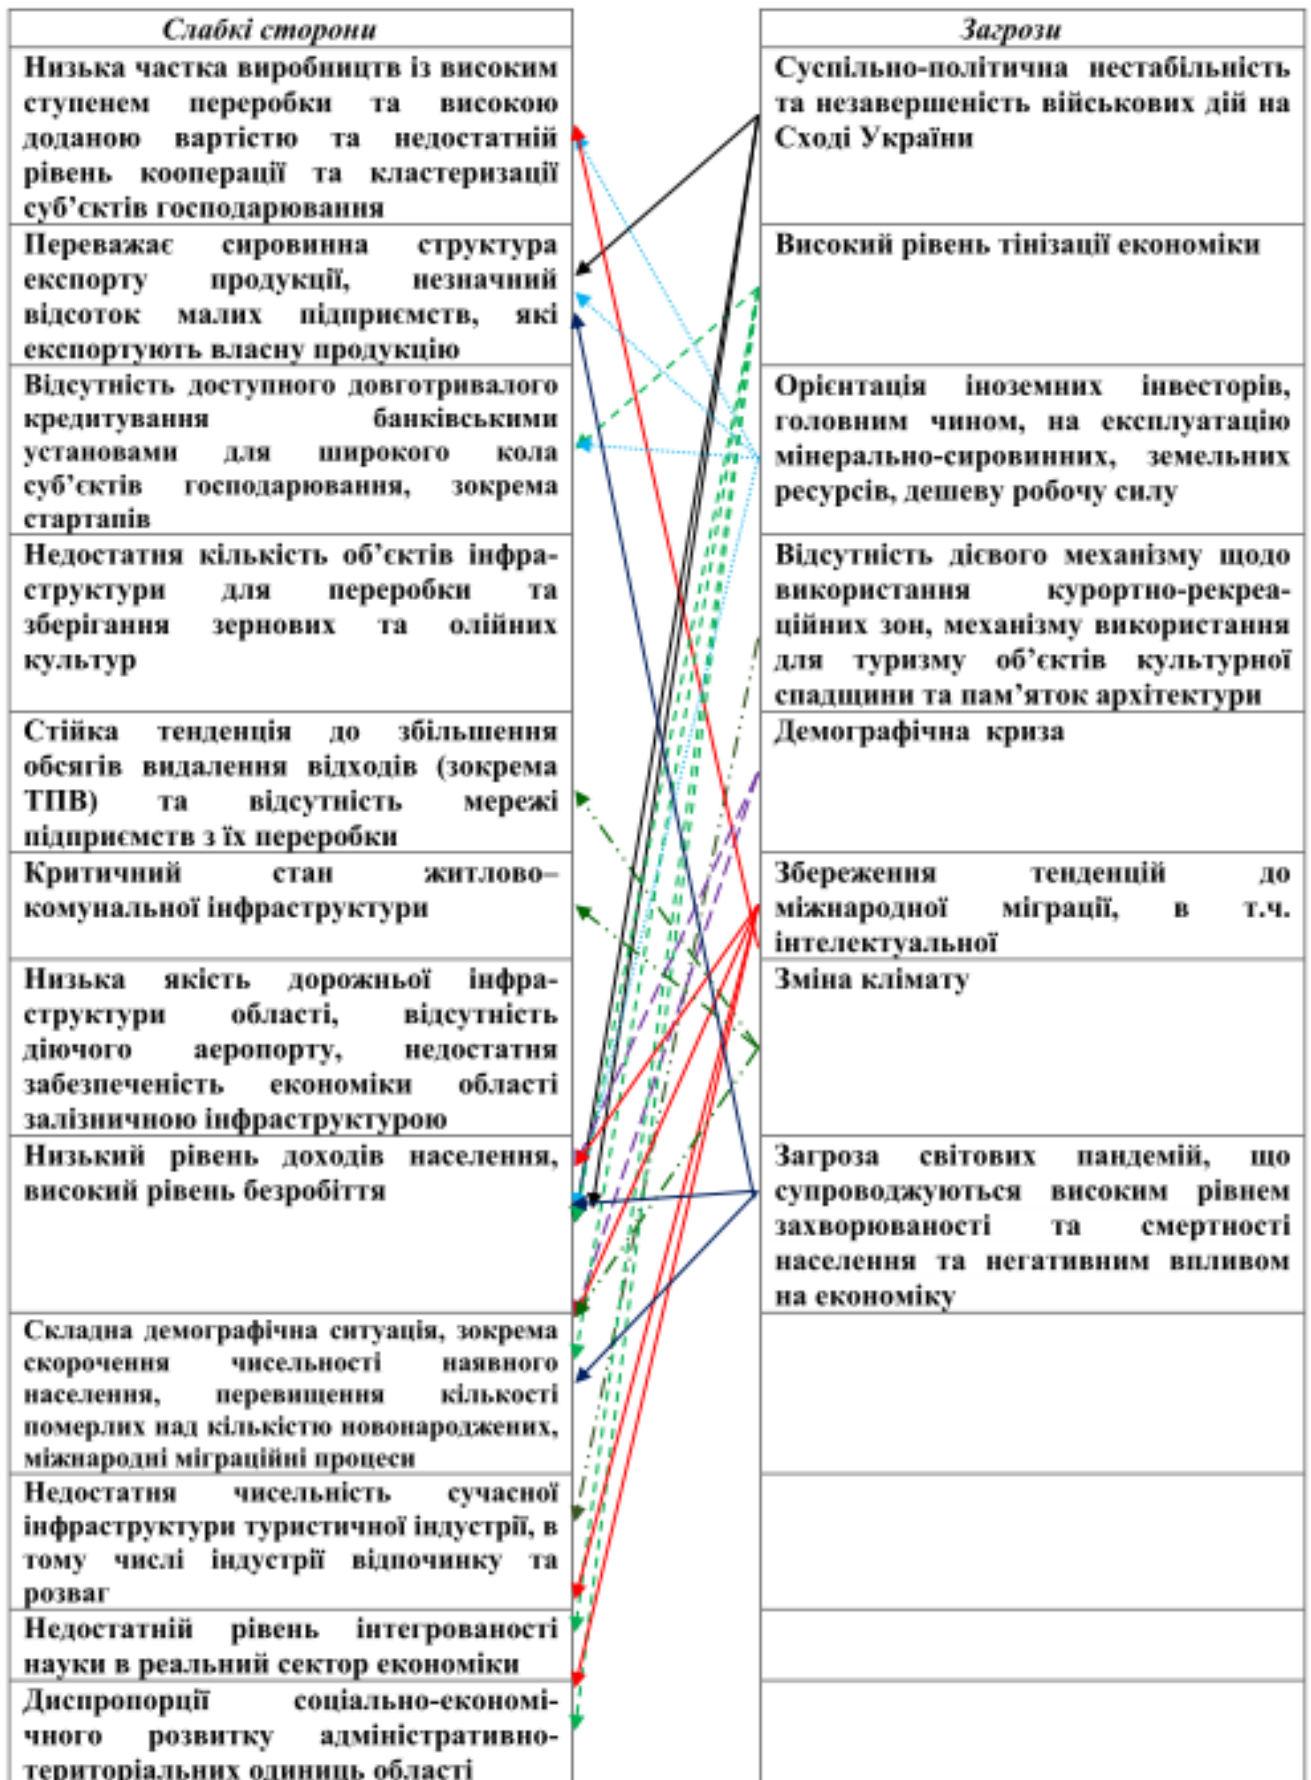 Слабкі сторони
Низька частка виробництв із високим
ступенем переробки та високою
доданою вартістю та недостатній
рівень кооперації та кластеризації
суб’єктів господарювання
Переважає сировинна структура
експорту продукції, незначний
відсоток малих підприємств, які
експортують власну продукцію
Відсутність доступного довготривалого
кредитування банківськими
установами для широкого кола
суб’єктів господарювання, зокрема
стартапів
Недостатня кількість об’єктів інфра-
структури для переробки та
зберігання зернових та олійних
культур
Стійка тенденція до збільшення
обсягів видалення відходів (зокрема
ТПВ) та відсутність мережі
підприємств з їх переробки
Критичний стан житлово–
комунальної інфраструктури
Низька якість дорожньої інфра-
структури області, відсутність
діючого аеропорту, недостатня
забезпеченість економіки області
залізничною інфраструктурою
Низький рівень доходів населення,
високий рівень безробіття
Складна демографічна ситуація, зокрема
скорочення чисельності наявного
населення, перевищення кількості
померлих над кількістю новонароджених,
міжнародні міграційні процеси
Недостатня чисельність сучасної
інфраструктури туристичної індустрії, в
тому числі індустрії відпочинку та
розваг
Недостатній рівень інтегрованості
науки в реальний сектор економіки
Диспропорції соціально-економі-
чного розвитку адміністративно-
територіальних одиниць області
Загрози
Суспільно-політична нестабільність
та незавершеність військових дій на
Сході України
Високий рівень тінізації економіки
Орієнтація іноземних інвесторів,
головним чином, на експлуатацію
мінерально-сировинних, земельних
ресурсів, дешеву робочу силу
Відсутність дієвого механізму щодо
використання курортно-рекреа-
ційних зон, механізму використання
для туризму об’єктів культурної
спадщини та пам’яток архітектури
Демографічна криза
Збереження тенденцій до
міжнародної міграції, в т.ч.
інтелектуальної
Зміна клімату
Загроза світових пандемій, що
супроводжуються високим рівнем
захворюваності та смертності
населення та негативним впливом
на економіку